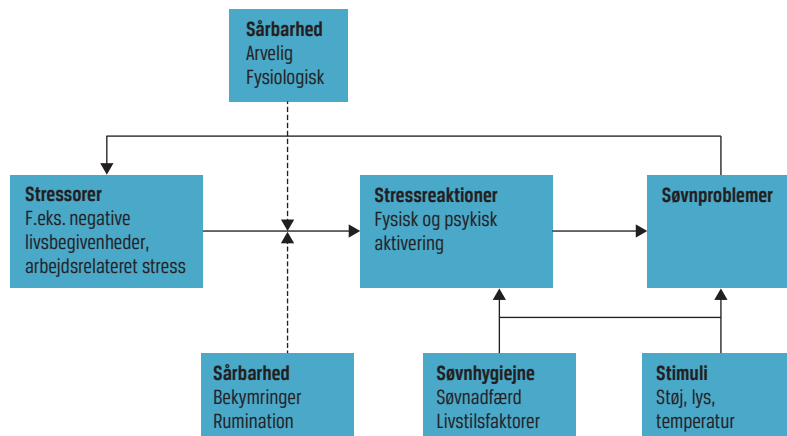 Sårbarhed
Arvelig
Fysiologisk
Stressorer
F.eks. negative
livsbegivenheder,
arbejdsrelateret stress
Stressreaktioner
Fysisk og psykisk
aktivering
Søvnproblemer
Sårbarhed
Bekymringer
Rumination
Søvnhygiejne
Søvnadfærd
Livstilsfaktorer
Stimuli
Støj, lys,
temperatur